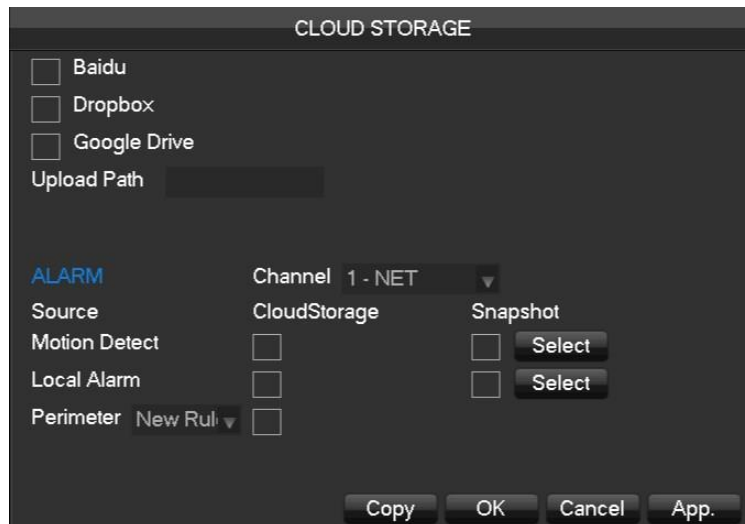 CLOUD STORAGE
Baidu
Dropbox
Google Drive
Upload Path
ALARM Channel 1 - NET
Source CloudStorage Snapshot
Motion Detect Select
Local Alarm Select
Perimeter New Rul
Copy OK Cancel App.